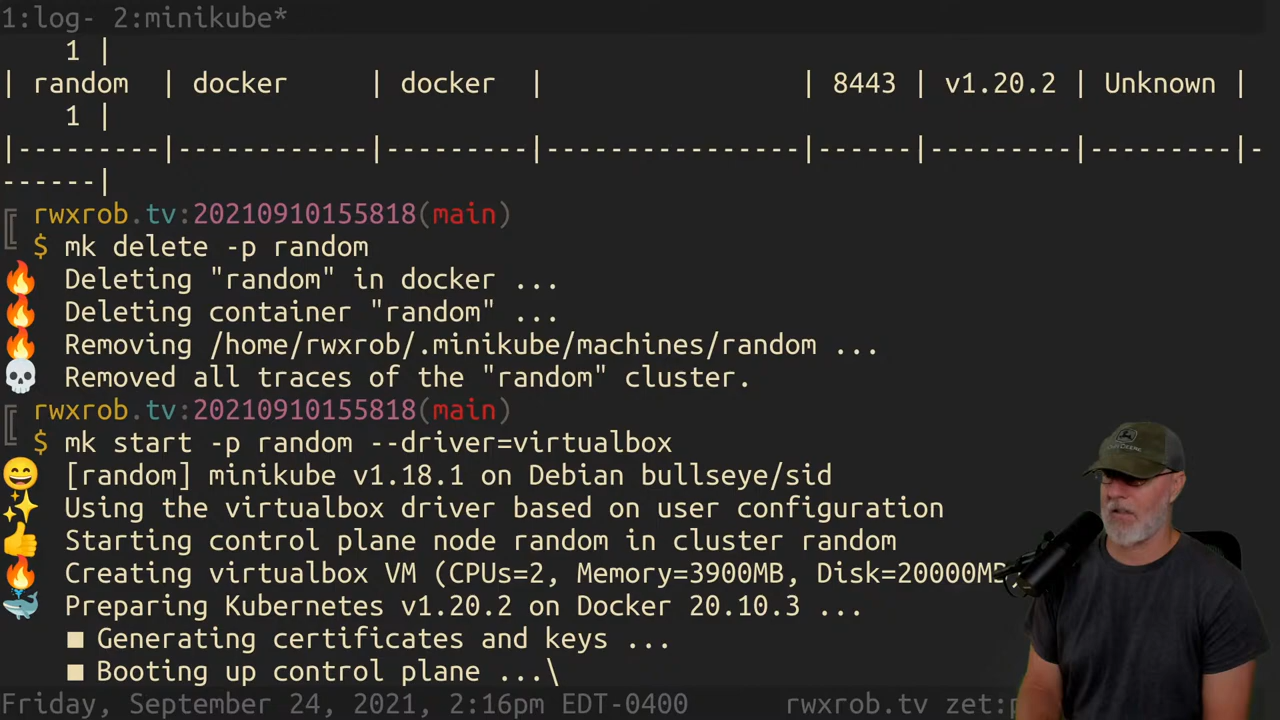 1:log- 2:minikube*
1 |
| random | docker | docker | | 8443 | v1.20.2 | Unknown |
1 |
|---------|------------|---------|----------------|------|---------|---------|-
------|
rwxrob.tv:20210910155818(main)
$ mk delete -p random
🔥 Deleting "random" in docker ...
🔥 Deleting container "random" ...
🔥 Removing /home/rwxrob/.minikube/machines/random ...
💀 Removed all traces of the "random" cluster.
rwxrob.tv:20210910155818(main)
$ mk start -p random --driver=virtualbox
😄 [random] minikube v1.18.1 on Debian bullseye/sid
✨ Using the virtualbox driver based on user configuration
👍 Starting control plane node random in cluster random
🔥 Creating virtualbox VM (CPUs=2, Memory=3900MB, Disk=20000MB)
🐳 Preparing Kubernetes v1.20.2 on Docker 20.10.3 ...
■ Generating certificates and keys ...
■ Booting up control plane ...\
Friday, September 24, 2021, 2:16pm EDT-0400 rwxrob.tv zet: